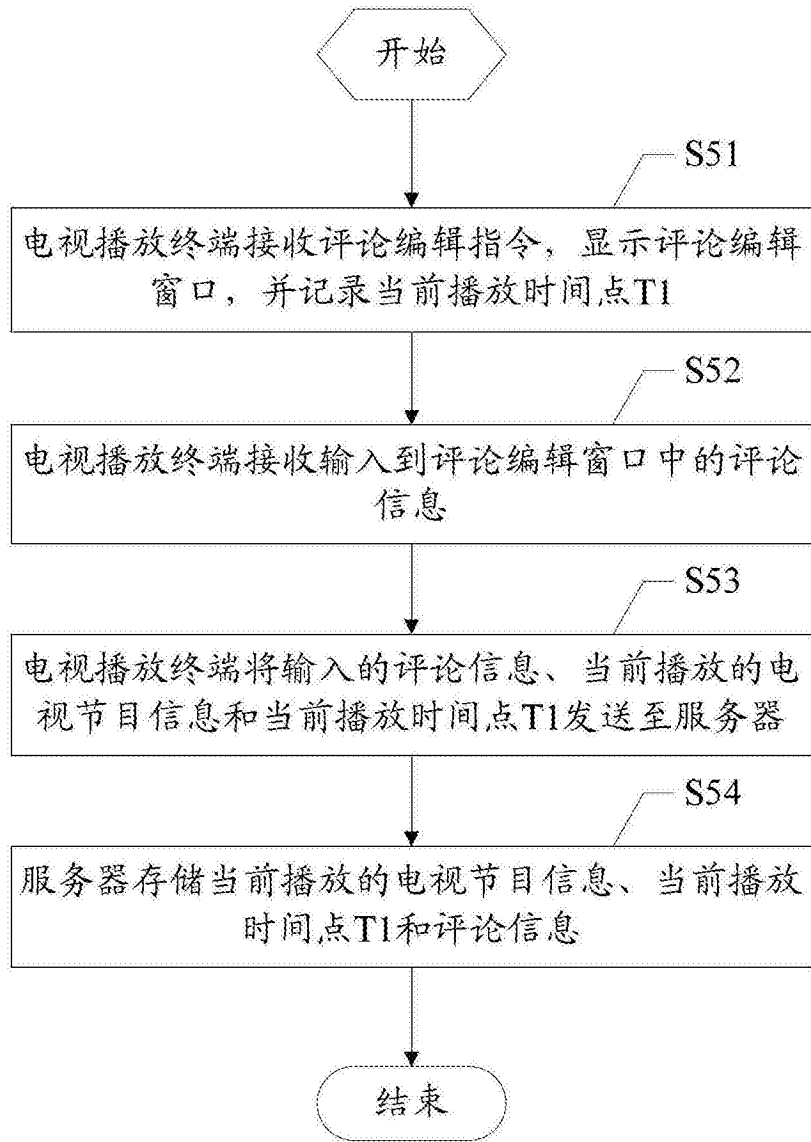 开始
S51
电视播放终端接收评论编辑指令，显示评论编辑
窗口，并记录当前播放时间点T1
S52
电视播放终端接收输入到评论编辑窗口中的评论
信息
S53
电视播放终端将输入的评论信息、当前播放的电
视节目信息和当前播放时间点T1发送至服务器
S54
服务器存储当前播放的电视节目信息、当前播放
时间点T1和评论信息
结束